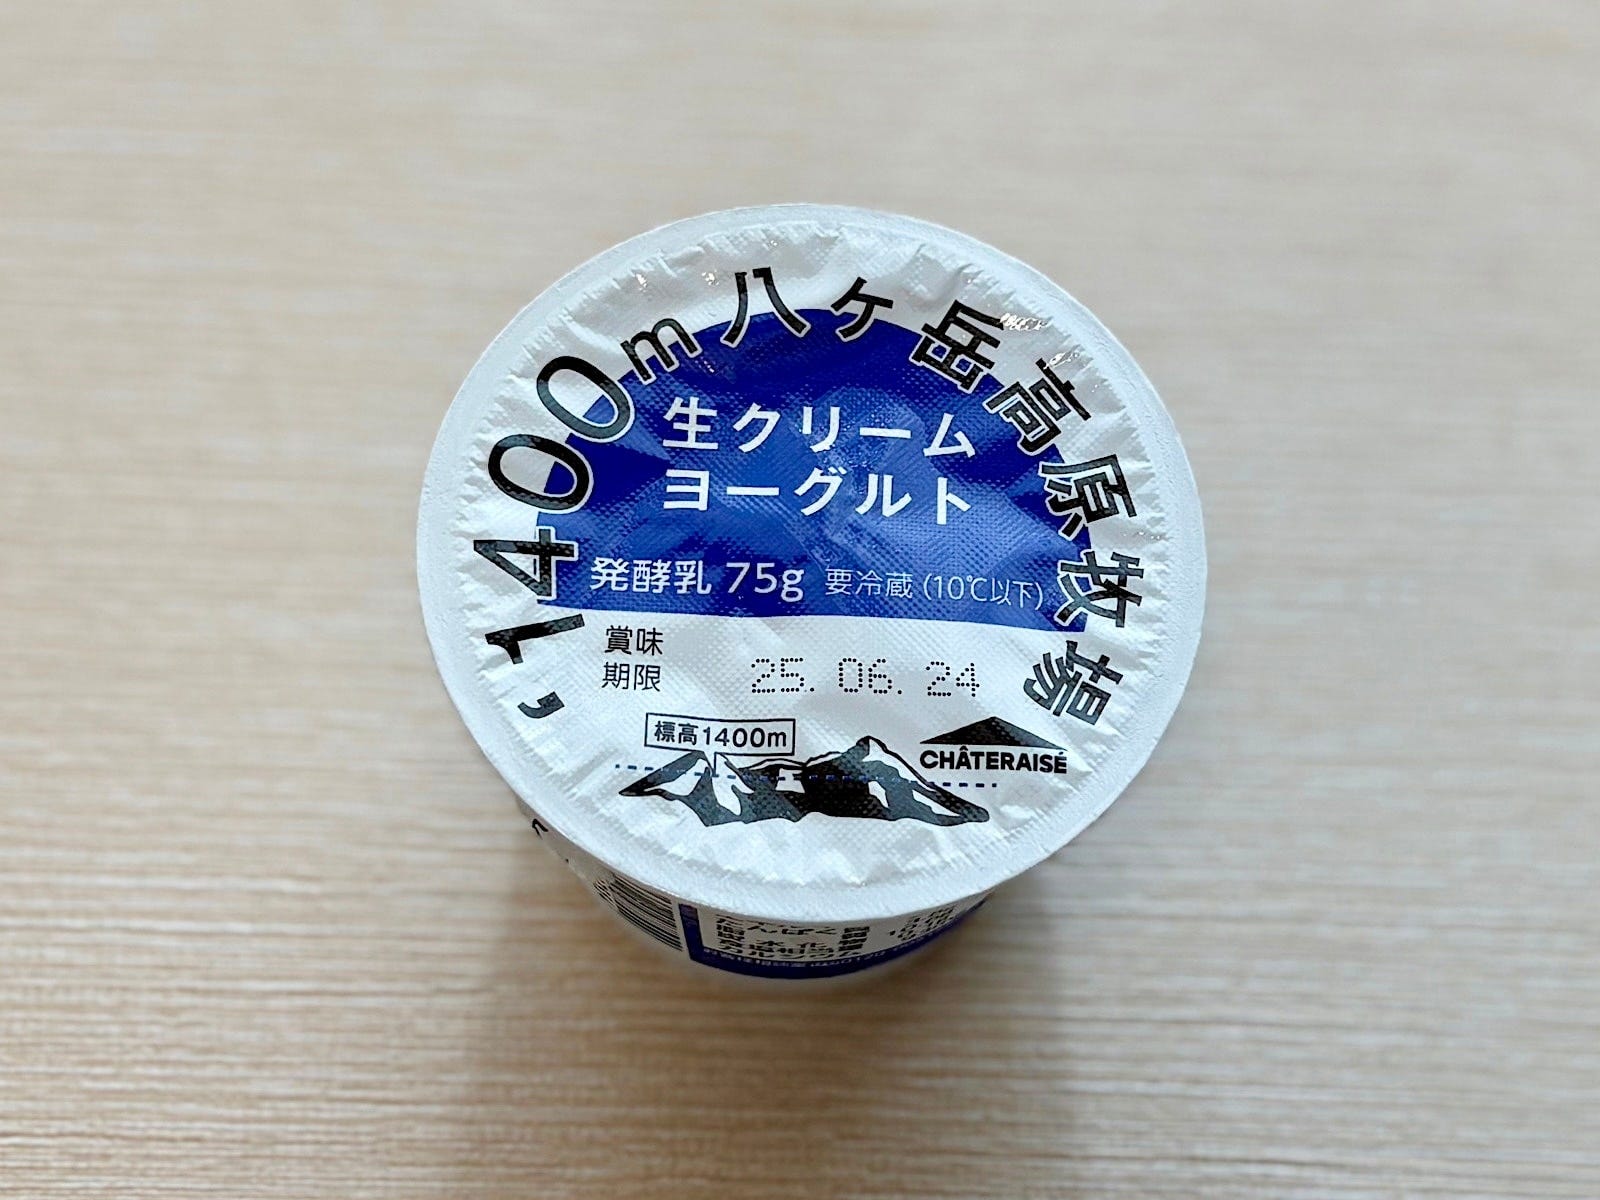 ,1400m八ヶ岳高原牧場
生クリーム
ヨーグルト
発酵乳 75g 要冷蔵(10℃以下)
賞味
期限
25. 06. 24
標高1400m
CHÂTERAISÉ